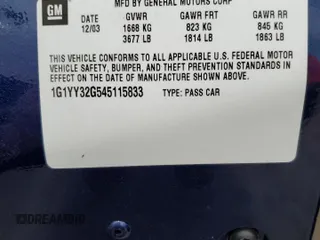 GM
MFD BY GENERAL MOTORS CORP
DATE GVWR GAWR FRT GAWR RR
12/03 1668 KG 823 KG 845 KG
3677 LB 1814 LB 1863 LB
THIS VEHICLE CONFORMS TO ALL APPLICABLE U.S. FEDERAL MOTOR
VEHICLE SAFETY, BUMPER, AND THEFT PREVENTION STANDARDS IN
EFFECT ON THE DATE OF MANUFACTURE SHOWN ABOVE.
1G1YY32G545115833 TYPE: PASS CAR
DREAMBID